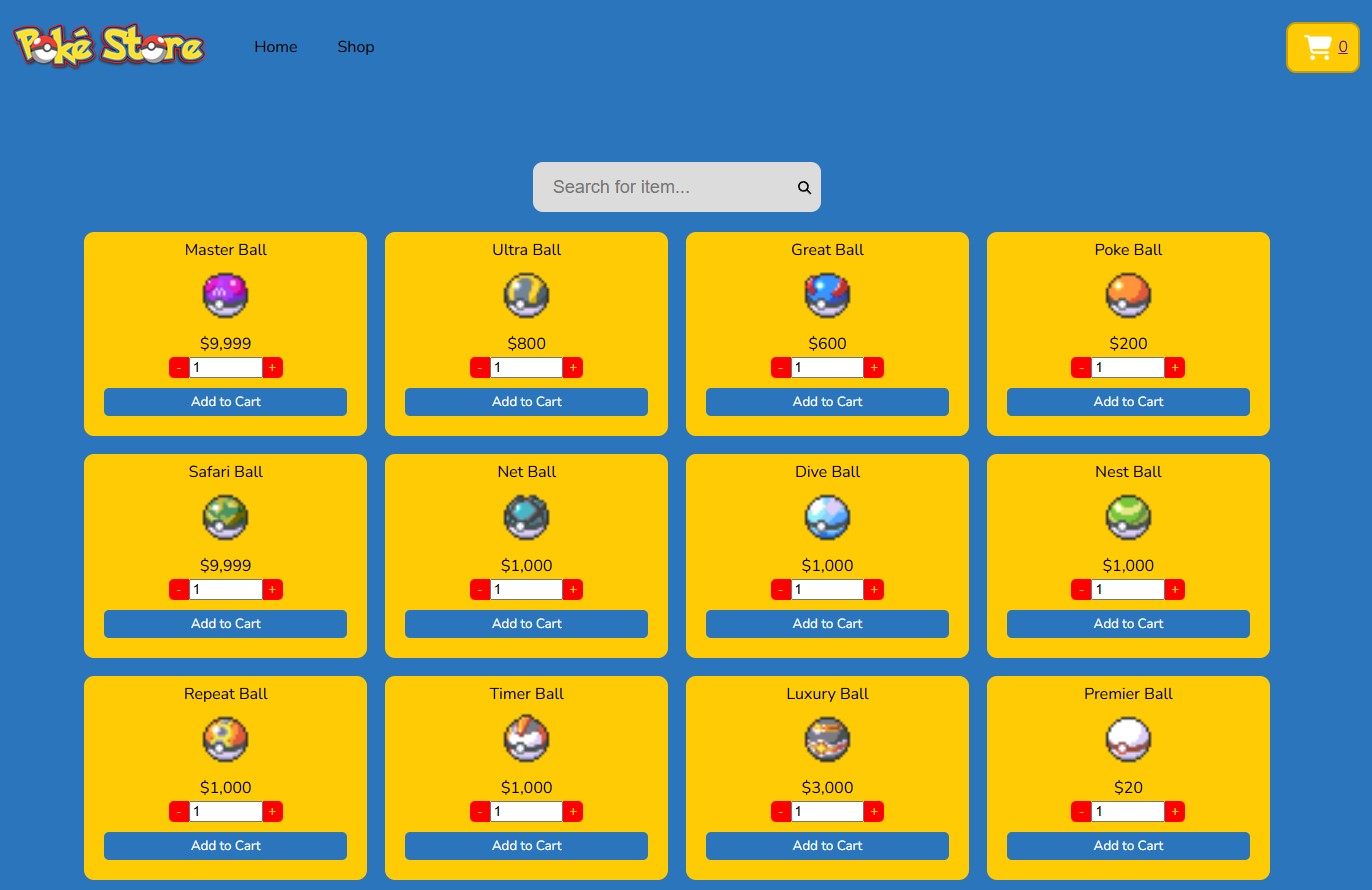 Poké Store Home Shop 0
Search for item...
Master Ball Ultra Ball Great Ball Poke Ball
$9,999 $800 $600 $200
- 1 + - 1 + - 1 + - 1 +
Add to Cart Add to Cart Add to Cart Add to Cart
Safari Ball Net Ball Dive Ball Nest Ball
$9,999 $1,000 $1,000 $1,000
- 1 + - 1 + - 1 + - 1 +
Add to Cart Add to Cart Add to Cart Add to Cart
Repeat Ball Timer Ball Luxury Ball Premier Ball
$1,000 $1,000 $3,000 $20
- 1 + - 1 + - 1 + - 1 +
Add to Cart Add to Cart Add to Cart Add to Cart